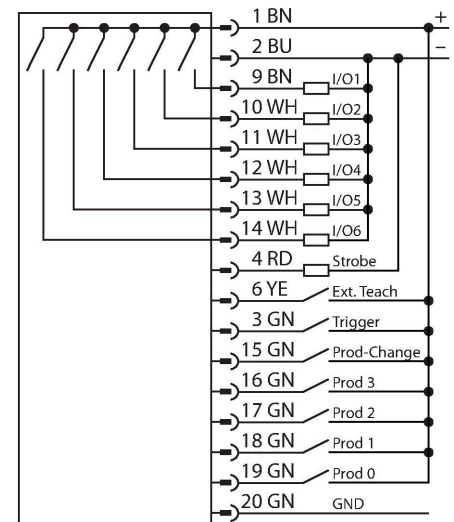 1 BN +
2 BU –
9 BN I/O1
10 WH I/O2
11 WH I/O3
12 WH I/O4
13 WH I/O5
14 WH I/O6
4 RD Strobe
6 YE Ext. Teach
3 GN Trigger
15 GN Prod-Change
16 GN Prod 3
17 GN Prod 2
18 GN Prod 1
19 GN Prod 0
20 GN GND